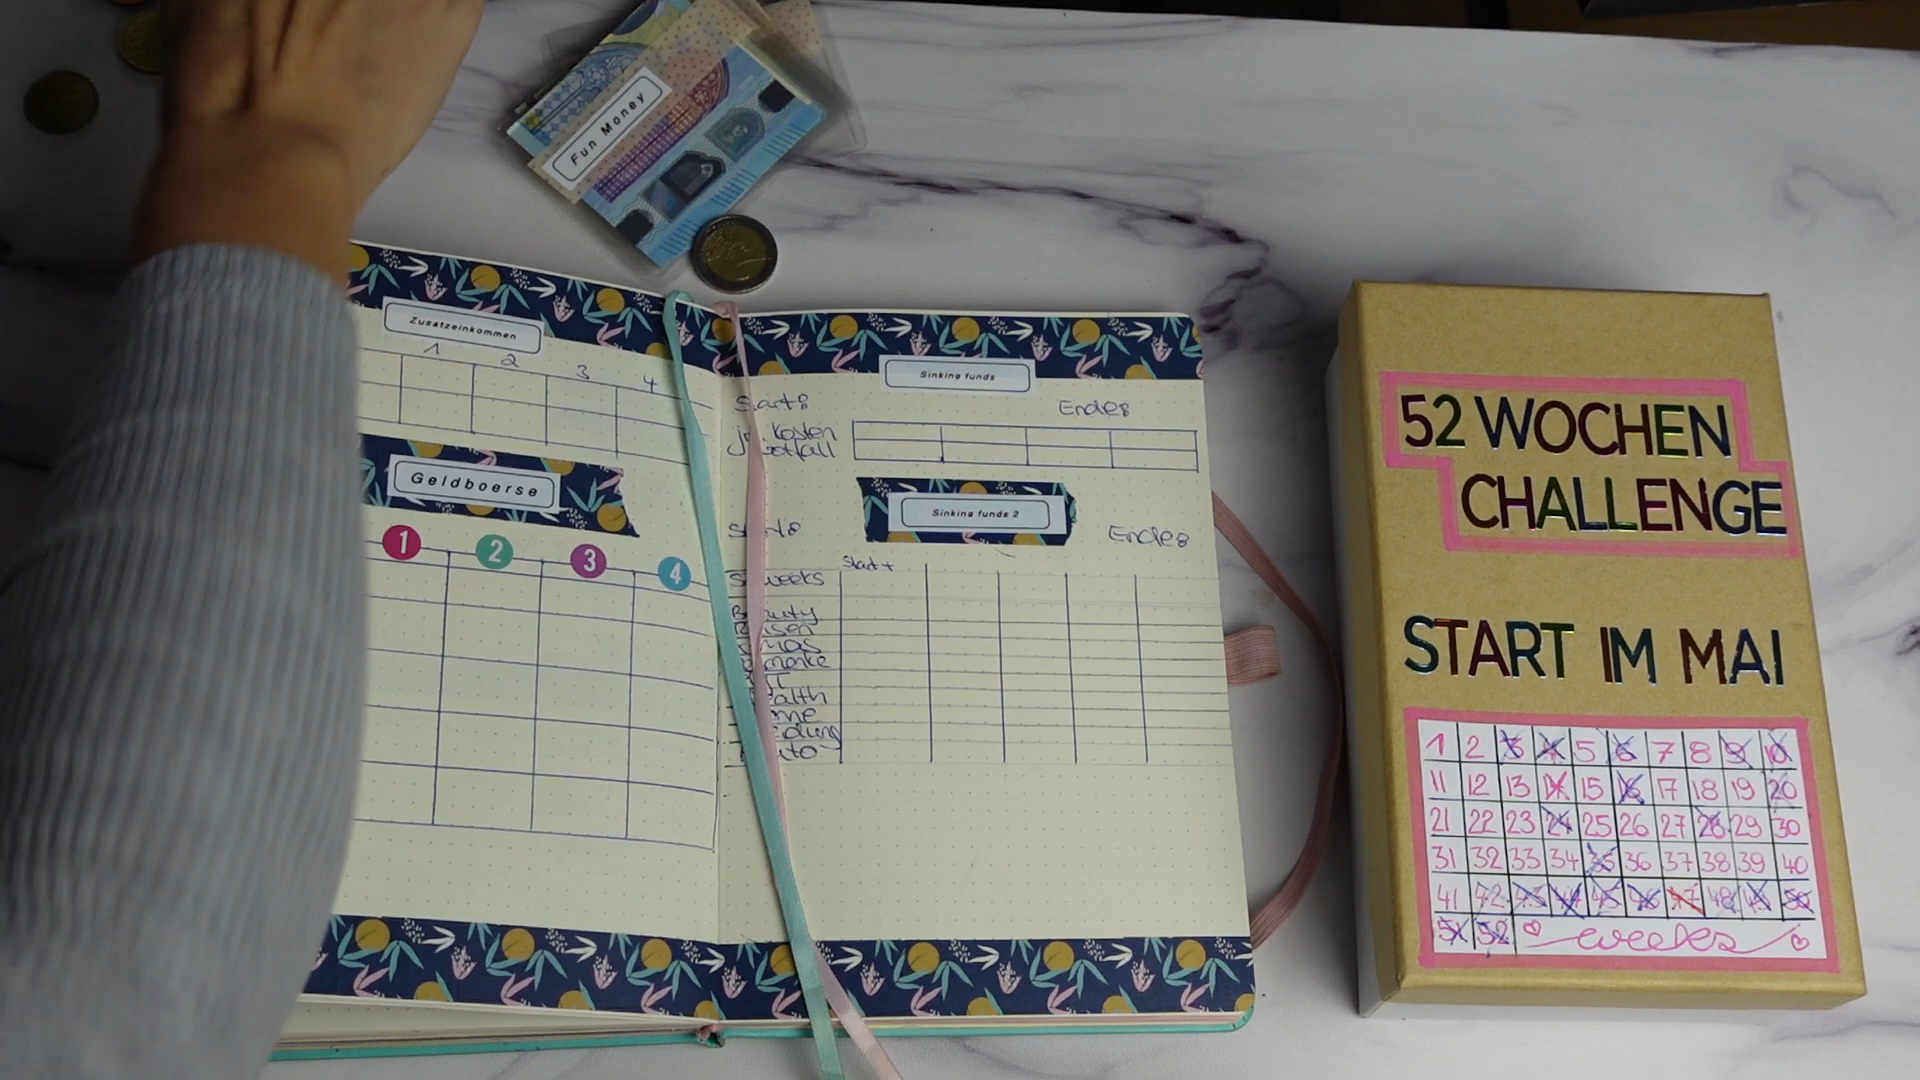 Fun Money
Zusatzeinkommen
1 2 3 4
Geldboerse
1 2 3 4
Sinking funds
Start: Ende:
Sinking funds 2
Ende:
Start +
weeks
52 WOCHEN
CHALLENGE
START IM MAI
1 2 3 4 5 6 7 8 9 10
11 12 13 14 15 16 17 18 19 20
21 22 23 24 25 26 27 28 29 30
31 32 33 34 35 36 37 38 39 40
41 42 43 44 45 46 47 48 49 50
51 52 weeks